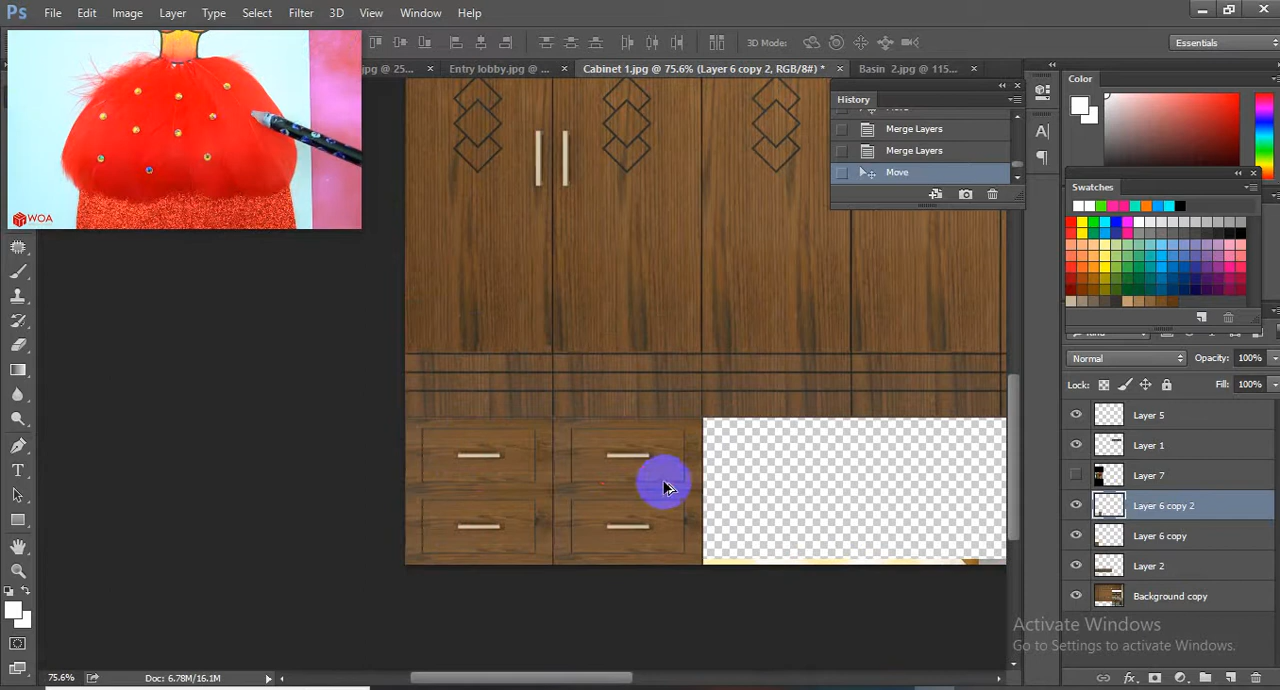 Ps File Edit Image Layer Type Select Filter 3D View Window Help
3D Mode: Essentials
jpg @ 25... × Entry lobby.jpg @ ... × Cabinet 1.jpg @ 75.6% (Layer 6 copy 2, RGB/8#) * × Basin 2.jpg @ 115... ×
Color
History
Merge Layers
Merge Layers
Move
Swatches
WOA
Normal Opacity: 100%
Lock: Fill: 100%
Layer 5
Layer 1
Layer 7
Layer 6 copy 2
Layer 6 copy
Layer 2
Background copy
Activate Windows
Go to Settings to activate Windows.
75.6% Doc: 6.78M/16.1M
fx